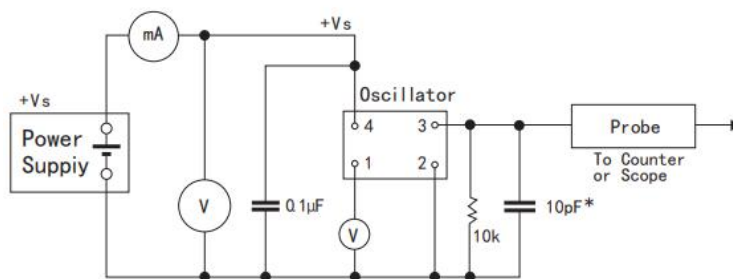 mA
+Vs
+Vs
Oscillator
Power
Suppiy
V
0.1μF
4
3
1
2
V
10k
10pF*
Probe
To Counter
or Scope